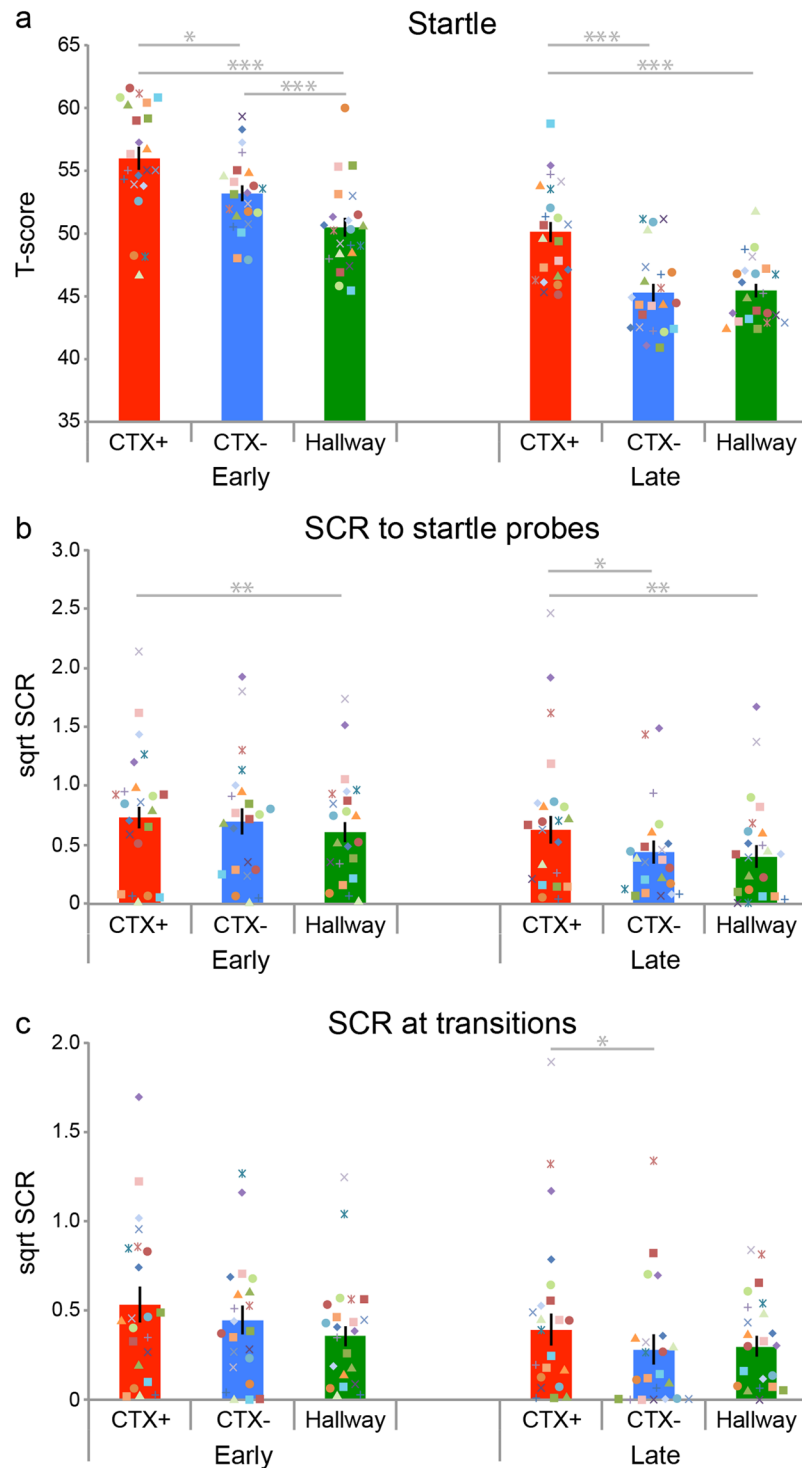 a
Startle
T-score
65
60
55
50
45
40
35
*
***
***
***
***
CTX+ CTX- Hallway CTX+ CTX- Hallway
Early Late
b
SCR to startle probes
sqrt SCR
3.0
2.5
2.0
1.5
1.0
0.5
0
**
*
**
CTX+ CTX- Hallway CTX+ CTX- Hallway
Early Late
c
SCR at transitions
sqrt SCR
2.0
1.5
1.0
0.5
0
*
CTX+ CTX- Hallway CTX+ CTX- Hallway
Early Late